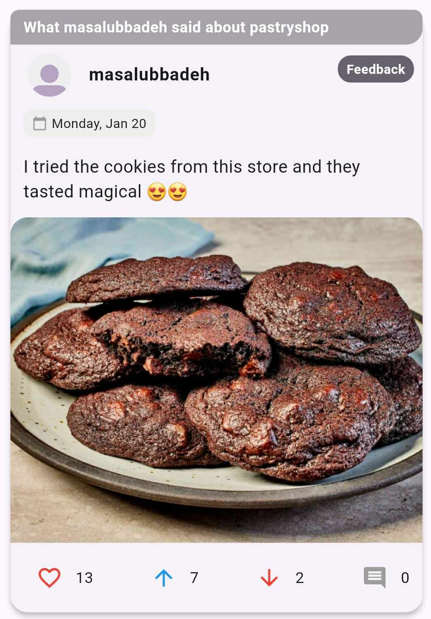 What masalubbadeh said about pastryshop
masalubbadeh
Feedback
Monday, Jan 20
I tried the cookies from this store and they
tasted magical 😍😍
13
7
2
0